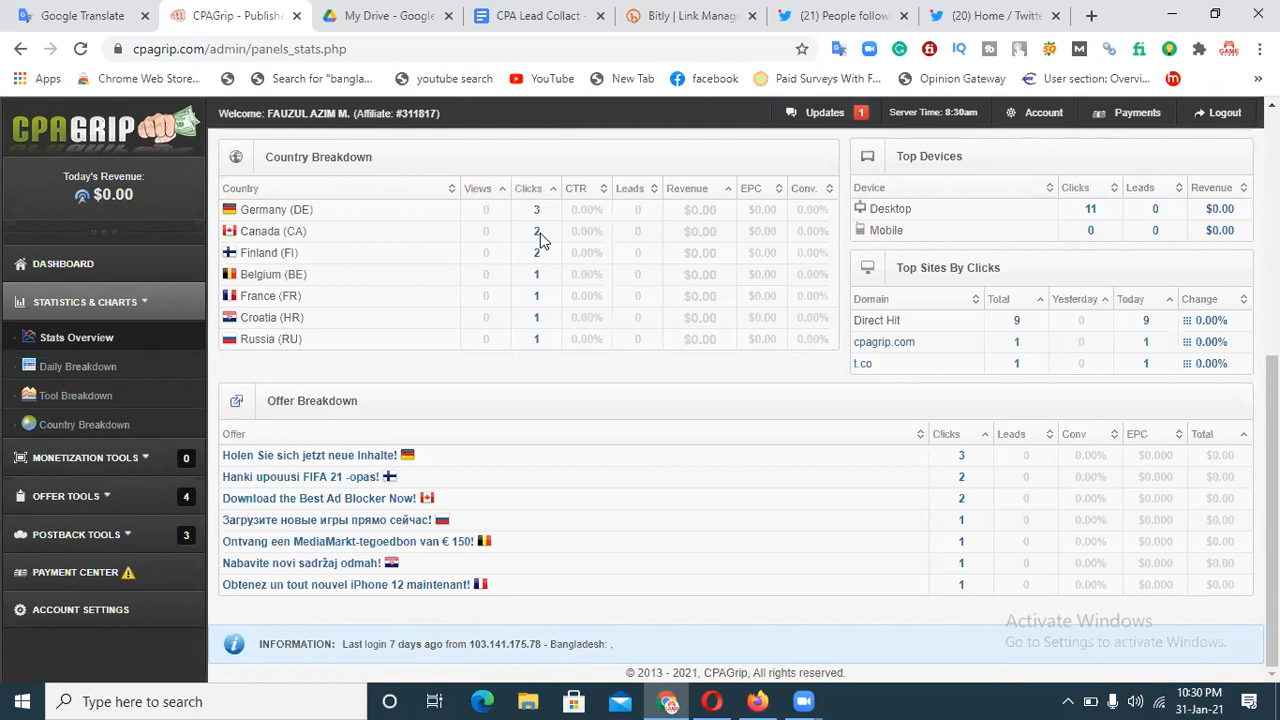 Google Translate
CPAGrip - Publishe
My Drive - Google
CPA Lead Collact -
Bitly | Link Manage
(21) People follow
(20) Home / Twitte
cpagrip.com/admin/panels_stats.php
Apps
Chrome Web Store...
Search for "bangla...
youtube search
YouTube
New Tab
facebook
Paid Surveys With F...
Opinion Gateway
User section: Overvi...
»
CPAGRIP
Welcome: FAUZUL AZIM M. (Affiliate: #311817)
Updates 1
Server Time: 8:30am
Account
Payments
Logout
Today's Revenue:
$0.00
DASHBOARD
STATISTICS & CHARTS
Stats Overview
Daily Breakdown
Tool Breakdown
Country Breakdown
MONETIZATION TOOLS 0
OFFER TOOLS 4
POSTBACK TOOLS 3
PAYMENT CENTER
ACCOUNT SETTINGS
Country Breakdown
Country Views Clicks CTR Leads Revenue EPC Conv.
Germany (DE) 0 3 0.00% 0 $0.00 $0.00 0.00%
Canada (CA) 0 2 0.00% 0 $0.00 $0.00 0.00%
Finland (FI) 0 2 0.00% 0 $0.00 $0.00 0.00%
Belgium (BE) 0 1 0.00% 0 $0.00 $0.00 0.00%
France (FR) 0 1 0.00% 0 $0.00 $0.00 0.00%
Croatia (HR) 0 1 0.00% 0 $0.00 $0.00 0.00%
Russia (RU) 0 1 0.00% 0 $0.00 $0.00 0.00%
Top Devices
Device Clicks Leads Revenue
Desktop 11 0 $0.00
Mobile 0 0 $0.00
Top Sites By Clicks
Domain Total Yesterday Today Change
Direct Hit 9 0 9 0.00%
cpagrip.com 1 0 1 0.00%
t.co 1 0 1 0.00%
Offer Breakdown
Offer Clicks Leads Conv EPC Total
Holen Sie sich jetzt neue Inhalte! 3 0 0.00% $0.000 $0.00
Hanki upouusi FIFA 21 -opas! 2 0 0.00% $0.000 $0.00
Download the Best Ad Blocker Now! 2 0 0.00% $0.000 $0.00
Загрузите новые игры прямо сейчас! 1 0 0.00% $0.000 $0.00
Ontvang een MediaMarkt-tegoedbon van € 150! 1 0 0.00% $0.000 $0.00
Nabavite novi sadržaj odmah! 1 0 0.00% $0.000 $0.00
Obtenez un tout nouvel iPhone 12 maintenant! 1 0 0.00% $0.000 $0.00
Activate Windows
Go to Settings to activate Windows.
INFORMATION: Last login 7 days ago from 103.141.175.78 - Bangladesh: ,
© 2013 - 2021, CPAGrip, All rights reserved.
Type here to search
10:30 PM
31-Jan-21